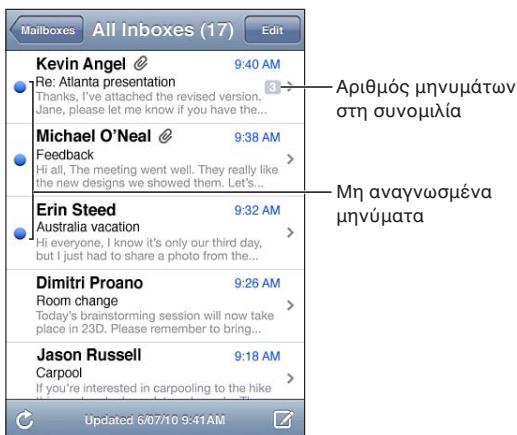 Mailboxes All Inboxes (17) Edit
Kevin Angel 9:40 AM
Re: Atlanta presentation
3
Thanks, I've attached the revised version.
Jane, please let me know if you have the...
Αριθμός μηνυμάτων
στη συνομιλία
Michael O'Neal 9:38 AM
Feedback
Hi all, The meeting went well. They really like
the new designs we showed them. Let's...
Μη αναγνωσμένα
μηνύματα
Erin Steed 9:32 AM
Australia vacation
Hi everyone, I know it's only our third day,
but I just had to share a photo from the...
Dimitri Proano 9:26 AM
Room change
Today's brainstorming session will now take
place in 23D. Please remember to bring...
Jason Russell 9:18 AM
Carpool
If you're interested in carpooling to the hike
Updated 6/07/10 9:41 AM